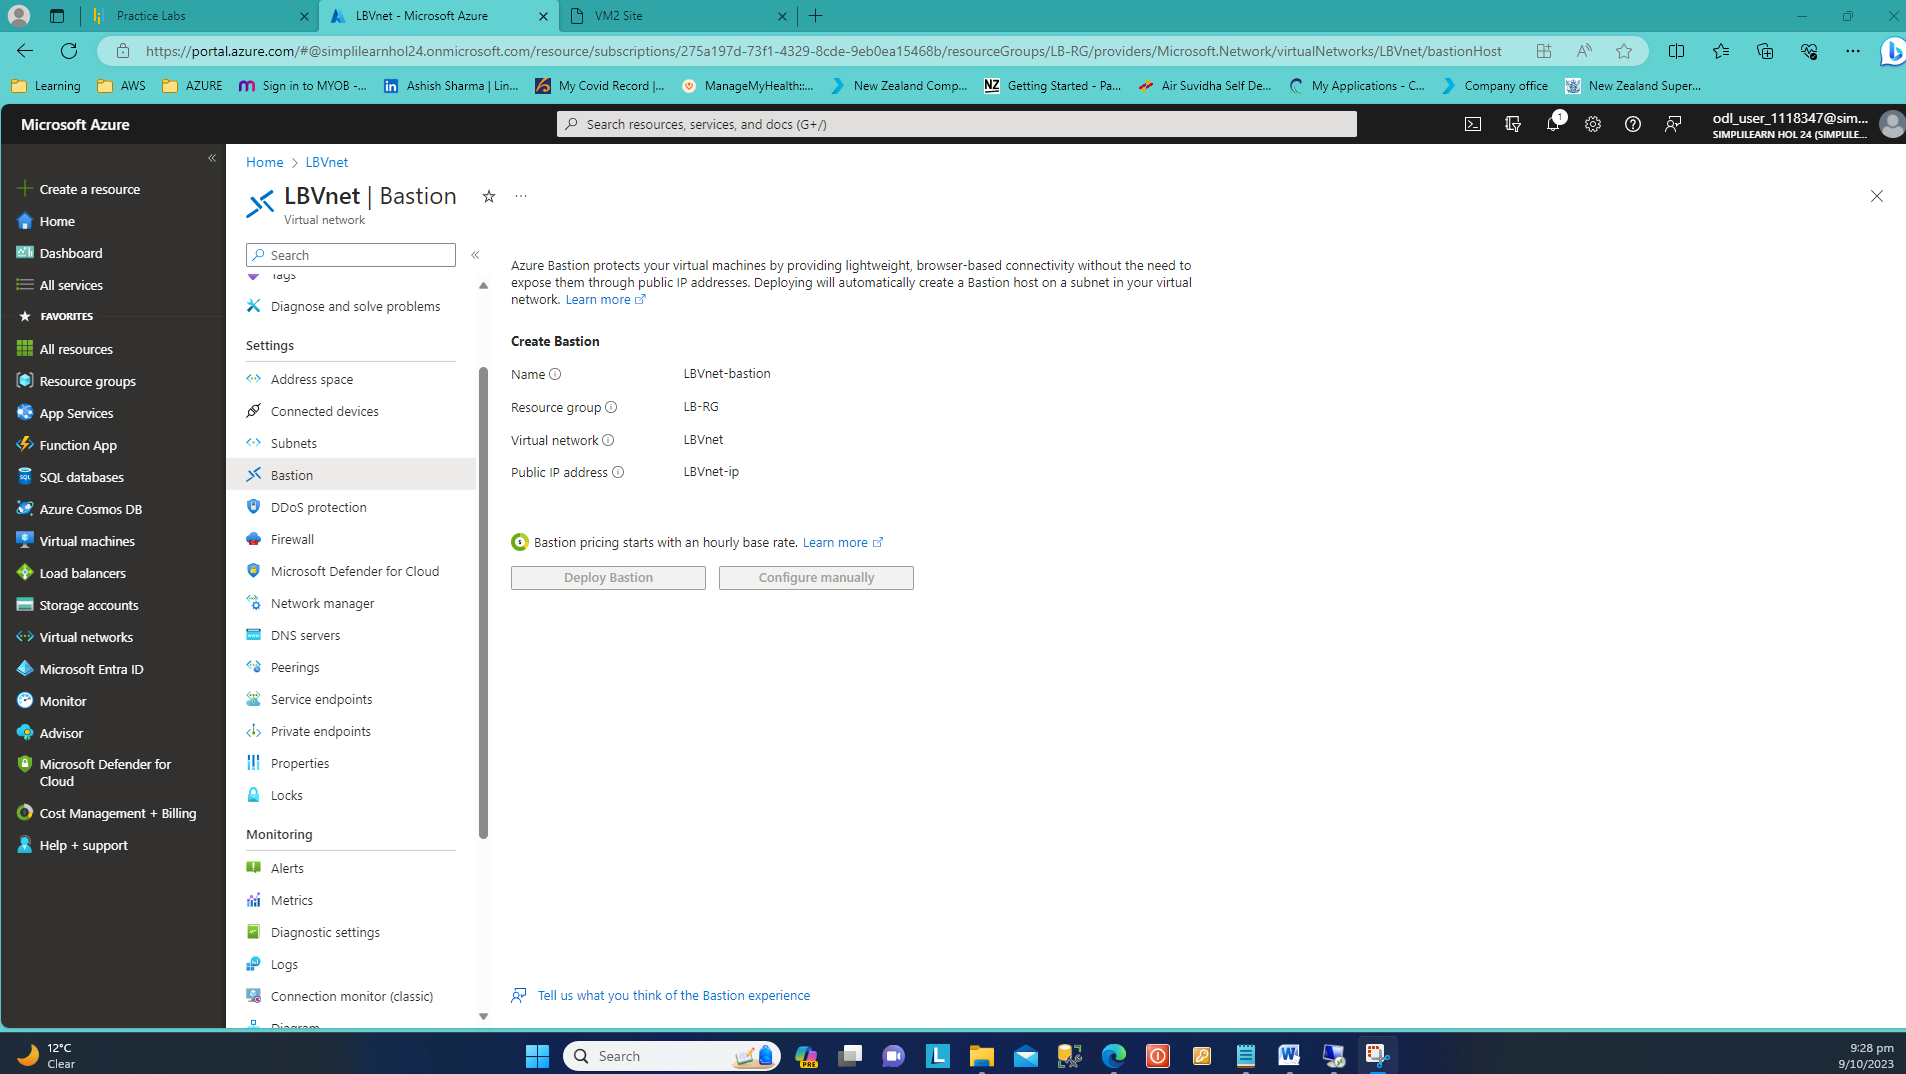 Practice Labs
LBVnet - Microsoft Azure
VM2 Site
https://portal.azure.com/#@simplilearnhol24.onmicrosoft.com/resource/subscriptions/275a197d-73f1-4329-8cde-9eb0ea15468b/resourceGroups/LB-RG/providers/Microsoft.Network/virtualNetworks/LBVnet/bastionHost
Learning
AWS
AZURE
Sign in to MYOB -...
Ashish Sharma | Lin...
My Covid Record |...
ManageMyHealth::...
New Zealand Comp...
NZ
Getting Started - Pa...
Air Suvidha Self De...
My Applications - C...
Company office
New Zealand Super...
Microsoft Azure
Search resources, services, and docs (G+/)
1
odl_user_1118347@sim...
SIMPLILEARN HOL 24 (SIMPLILE...
Create a resource
Home
Dashboard
All services
FAVORITES
All resources
Resource groups
App Services
Function App
SQL databases
Azure Cosmos DB
Virtual machines
Load balancers
Storage accounts
Virtual networks
Microsoft Entra ID
Monitor
Advisor
Microsoft Defender for
Cloud
Cost Management + Billing
Help + support
Home > LBVnet
LBVnet | Bastion
Virtual network
Search
Tags
Diagnose and solve problems
Settings
Address space
Connected devices
Subnets
Bastion
DDoS protection
Firewall
Microsoft Defender for Cloud
Network manager
DNS servers
Peerings
Service endpoints
Private endpoints
Properties
Locks
Monitoring
Alerts
Metrics
Diagnostic settings
Logs
Connection monitor (classic)
Diagram
Azure Bastion protects your virtual machines by providing lightweight, browser-based connectivity without the need to
expose them through public IP addresses. Deploying will automatically create a Bastion host on a subnet in your virtual
network. Learn more
Create Bastion
Name LBVnet-bastion
Resource group LB-RG
Virtual network LBVnet
Public IP address LBVnet-ip
Bastion pricing starts with an hourly base rate. Learn more
Deploy Bastion
Configure manually
Tell us what you think of the Bastion experience
12°C
Clear
Search
PRE
L
W
9:28 pm
9/10/2023